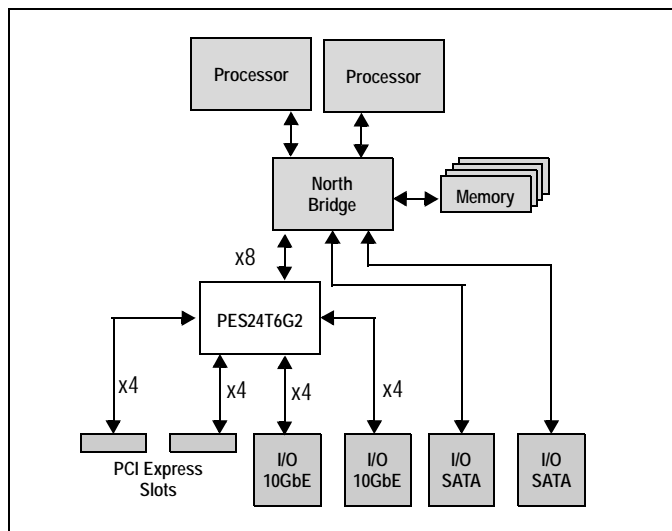 Processor
Processor
North
Bridge
Memory
x8
PES24T6G2
x4
x4
x4
x4
PCI Express
Slots
I/O
10GbE
I/O
10GbE
I/O
SATA
I/O
SATA